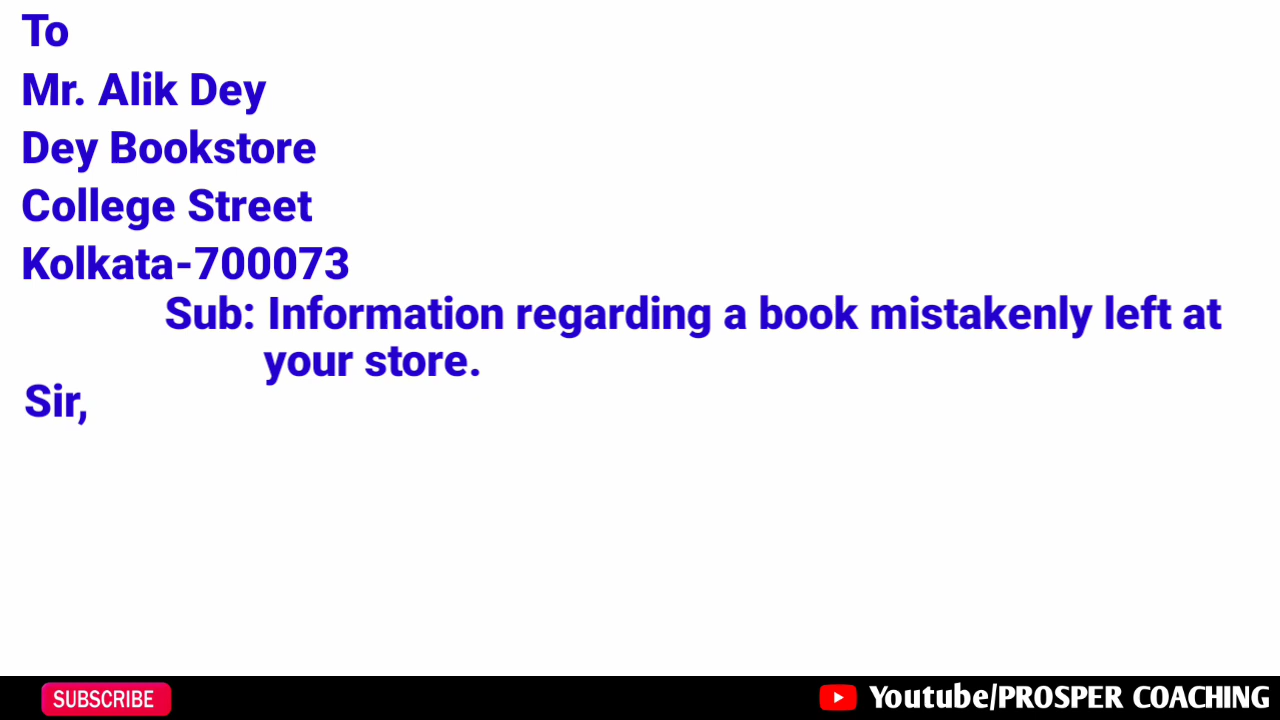 To
Mr. Alik Dey
Dey Bookstore
College Street
Kolkata-700073
Sub: Information regarding a book mistakenly left at
your store.
Sir,
SUBSCRIBE
Youtube/PROSPER COACHING